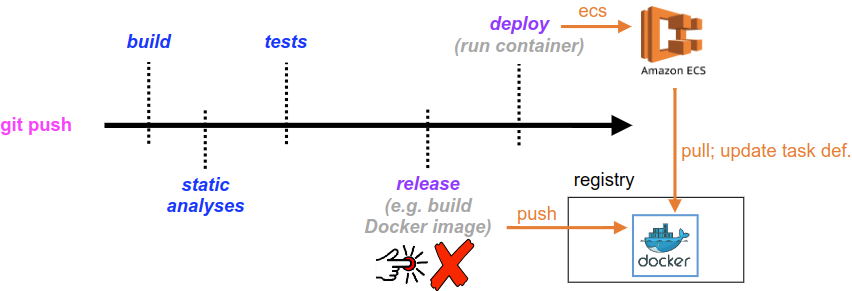 deploy
ecs
build
tests
(run container)
Amazon ECS
git push
pull; update task def.
static
analyses
release
registry
(e.g. build
Docker image)
push
docker